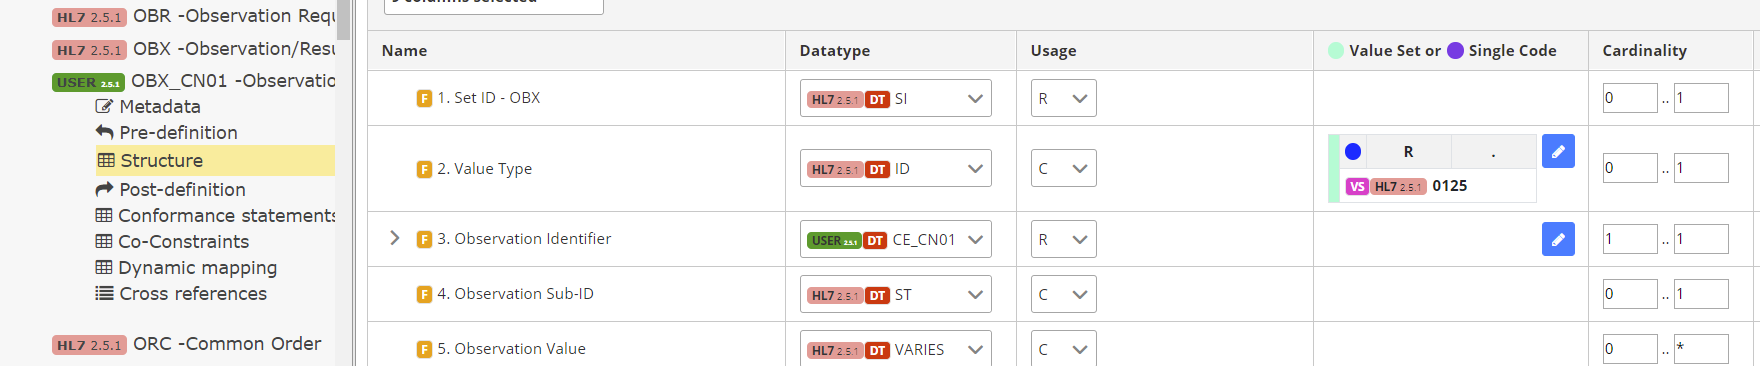 HL7 2.5.1 OBR -Observation Requ
HL7 2.5.1 OBX -Observation/Resu
USER 2.5.1 OBX_CN01 -Observatio
Metadata
Pre-definition
Structure
Post-definition
Conformance statements
Co-Constraints
Dynamic mapping
Cross references
HL7 2.5.1 ORC -Common Order
Name Datatype Usage Value Set or Single Code Cardinality
F 1. Set ID - OBX HL7 2.5.1 DT SI R 0 .. 1
F 2. Value Type HL7 2.5.1 DT ID C R . 0 .. 1
VS HL7 2.5.1 0125
F 3. Observation Identifier USER 2.5.1 DT CE_CN01 R 1 .. 1
F 4. Observation Sub-ID HL7 2.5.1 DT ST C 0 .. 1
F 5. Observation Value HL7 2.5.1 DT VARIES C 0 .. *